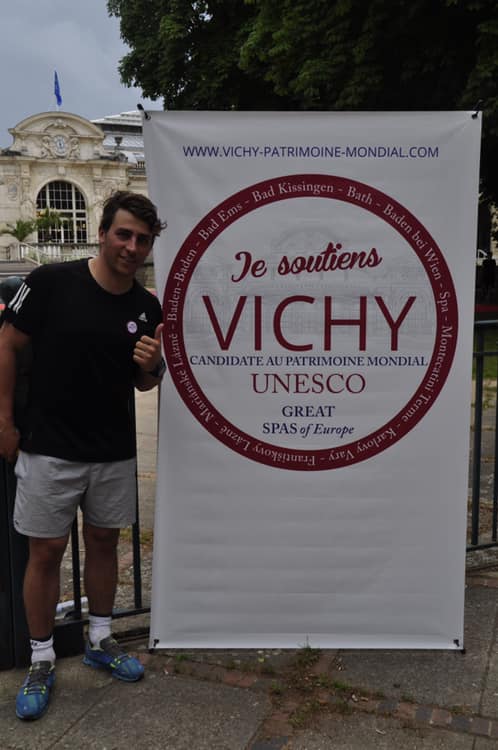 WWW.VICHY-PATRIMOINE-MONDIAL.COM
Mariánské Lázně - Baden-Baden - Bad Ems - Bad Kissingen - Bath - Baden bei Wien - Spa - Montecatini Terme - Karlovy Vary - Františkovy Lázně -
Je soutiens
VICHY
CANDIDATE AU PATRIMOINE MONDIAL
UNESCO
GREAT
SPAS of Europe